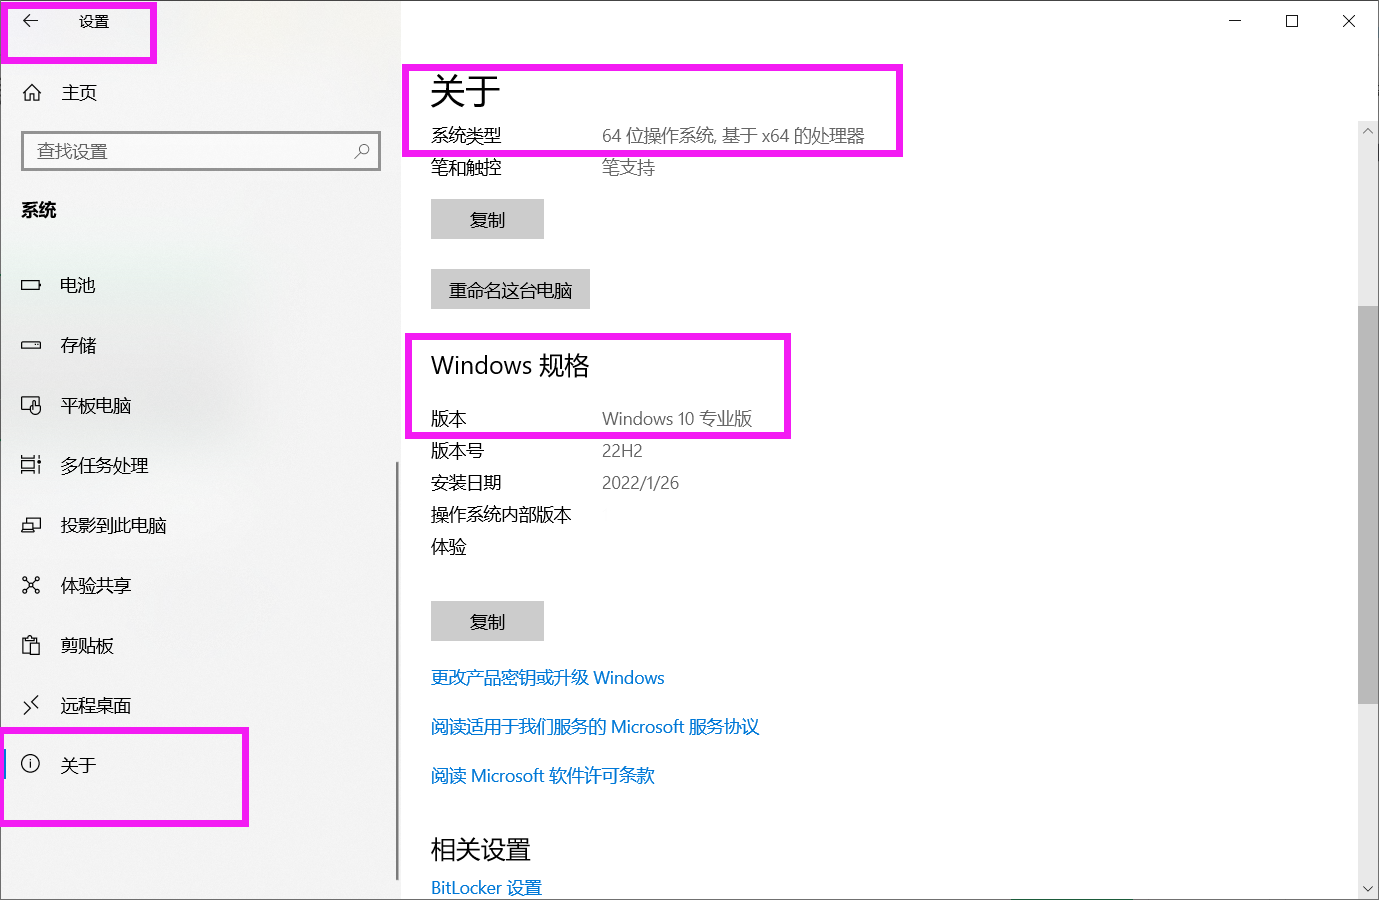 设置
主页
查找设置
系统
电池
存储
平板电脑
多任务处理
投影到此电脑
体验共享
剪贴板
远程桌面
关于
关于
系统类型 64 位操作系统, 基于 x64 的处理器
笔和触控 笔支持
复制
重命名这台电脑
Windows 规格
版本 Windows 10 专业版
版本号 22H2
安装日期 2022/1/26
操作系统内部版本
体验
复制
更改产品密钥或升级 Windows
阅读适用于我们服务的 Microsoft 服务协议
阅读 Microsoft 软件许可条款
相关设置
BitLocker 设置